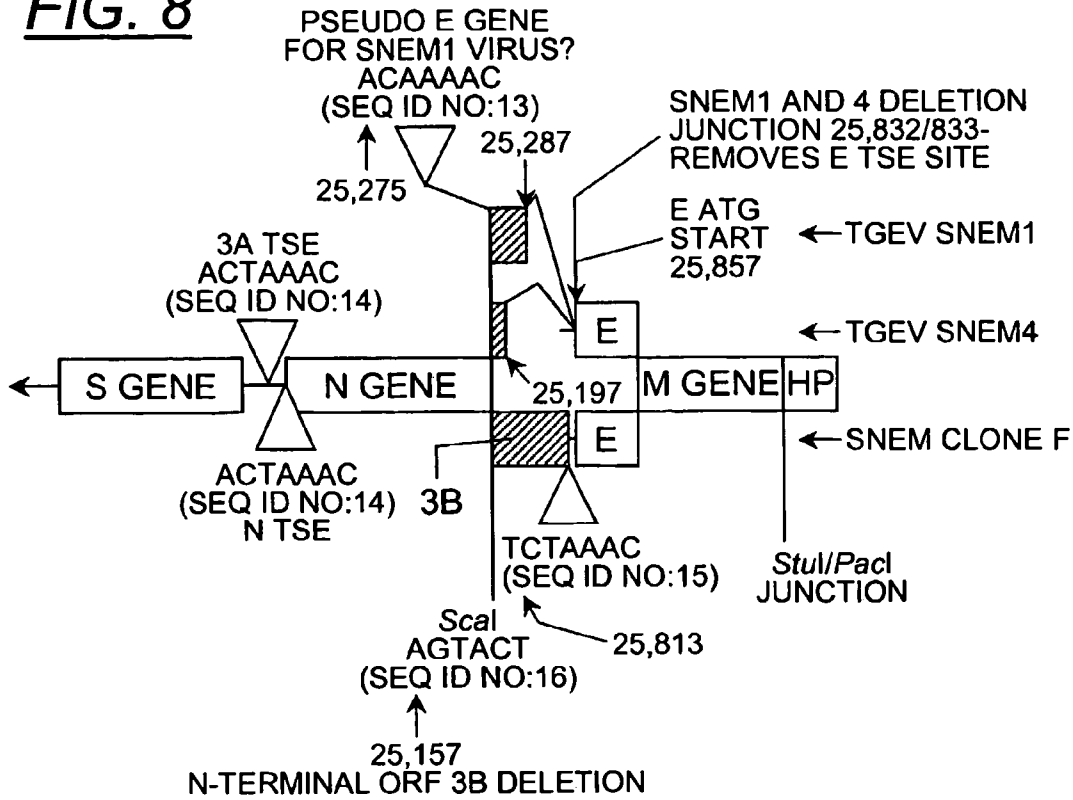 FIG. 8
PSEUDO E GENE
FOR SNEM1 VIRUS?
ACAAAAC
(SEQ ID NO:13)
25,275
25,287
SNEM1 AND 4 DELETION
JUNCTION 25,832/833-
REMOVES E TSE SITE
E ATG
START
25,857
TGEV SNEM1
3A TSE
ACTAAAC
(SEQ ID NO:14)
E
TGEV SNEM4
S GENE
N GENE
25,197
M GENE
HP
E
SNEM CLONE F
ACTAAAC
(SEQ ID NO:14)
N TSE
3B
TCTAAAC
(SEQ ID NO:15)
StuI/PacI
JUNCTION
25,813
ScaI
AGTACT
(SEQ ID NO:16)
25,157
N-TERMINAL ORF 3B DELETION